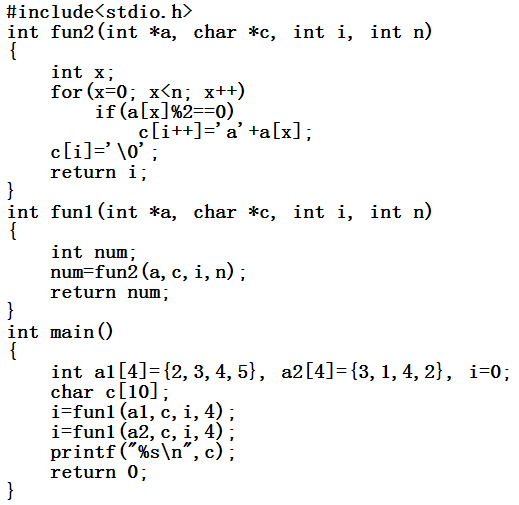 #include<stdio.h>
int fun2(int *a, char *c, int i, int n)
{
    int x;
    for(x=0; x<n; x++)
        if(a[x]%2==0)
            c[i++]='a'+a[x];
    c[i]='\0';
    return i;
}
int fun1(int *a, char *c, int i, int n)
{
    int num;
    num=fun2(a,c,i,n);
    return num;
}
int main()
{
    int a1[4]={2,3,4,5}, a2[4]={3,1,4,2}, i=0;
    char c[10];
    i=fun1(a1,c,i,4);
    i=fun1(a2,c,i,4);
    printf("%s\n",c);
    return 0;
}